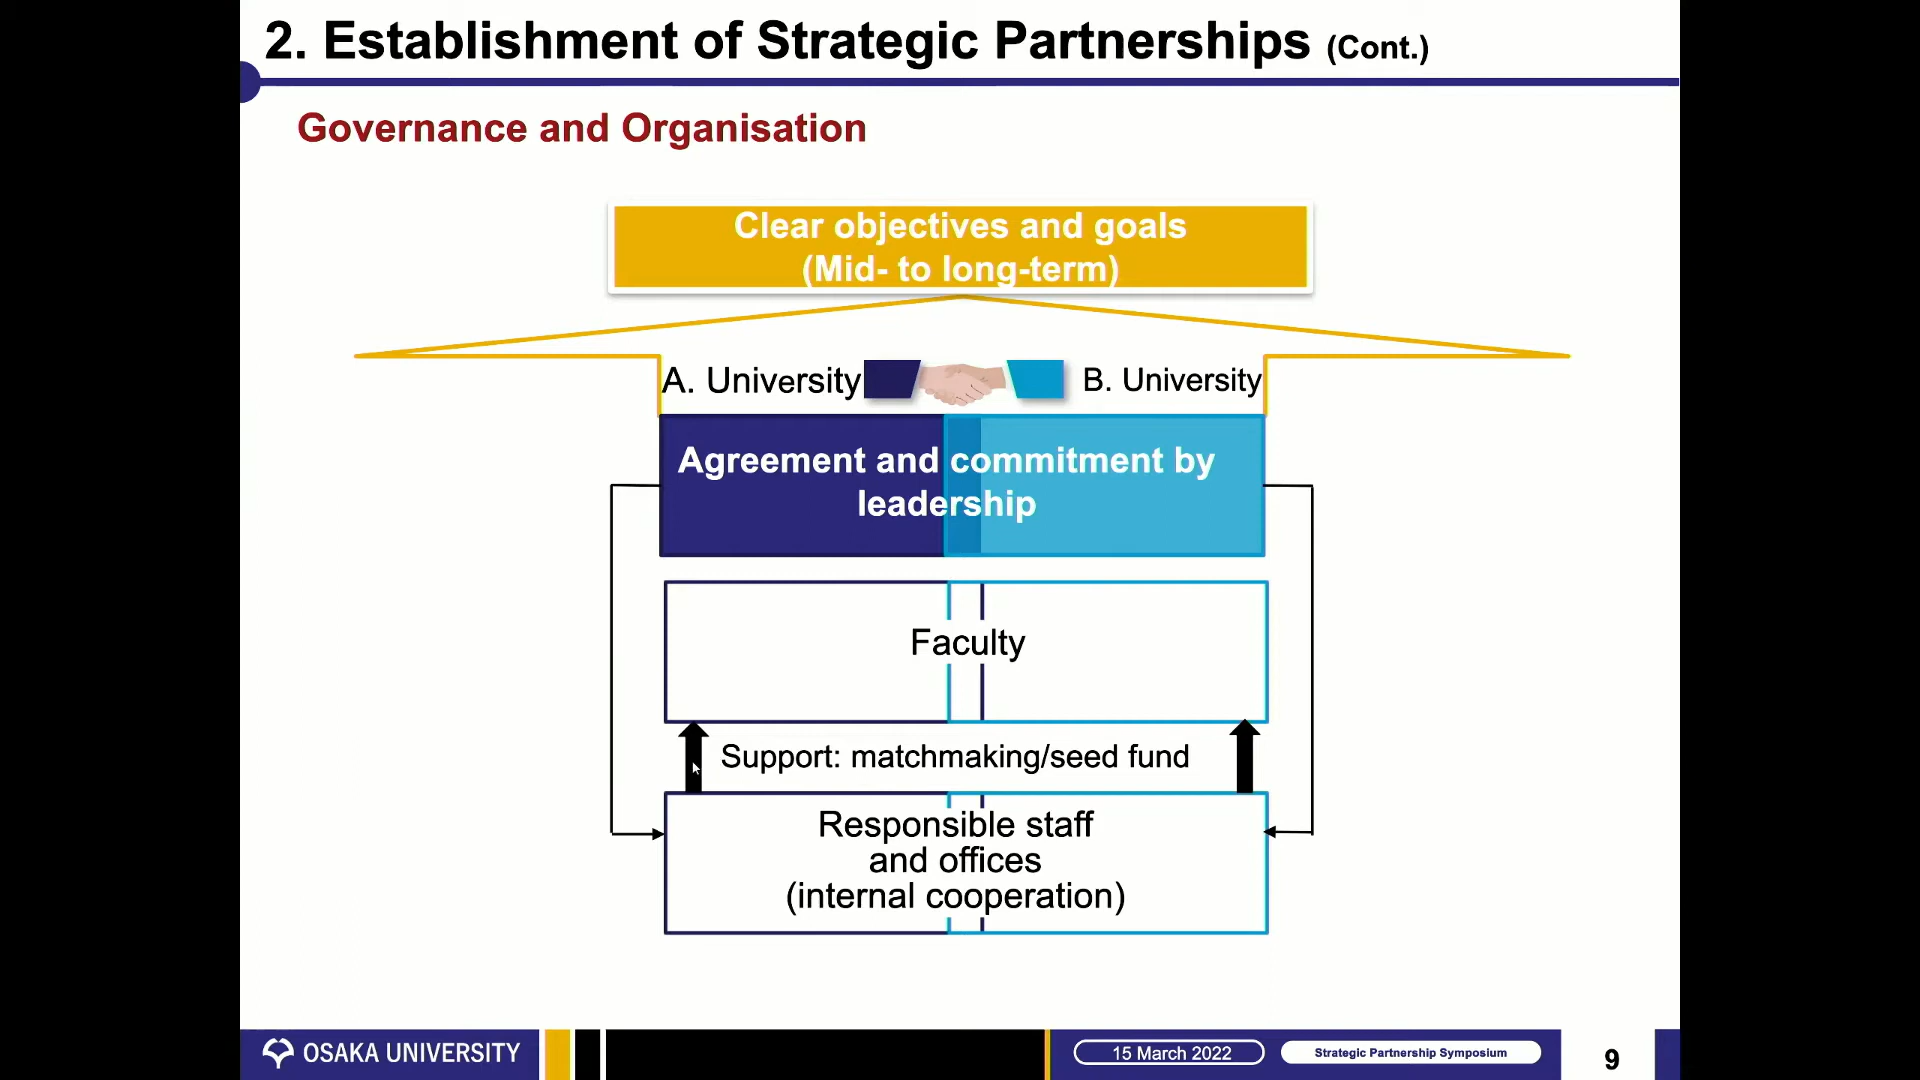 2. Establishment of Strategic Partnerships (Cont.)
Governance and Organisation
Clear objectives and goals
(Mid- to long-term)
A. University
B. University
Agreement and commitment by
leadership
Faculty
Support: matchmaking/seed fund
Responsible staff
and offices
(internal cooperation)
OSAKA UNIVERSITY
15 March 2022
Strategic Partnership Symposium
9